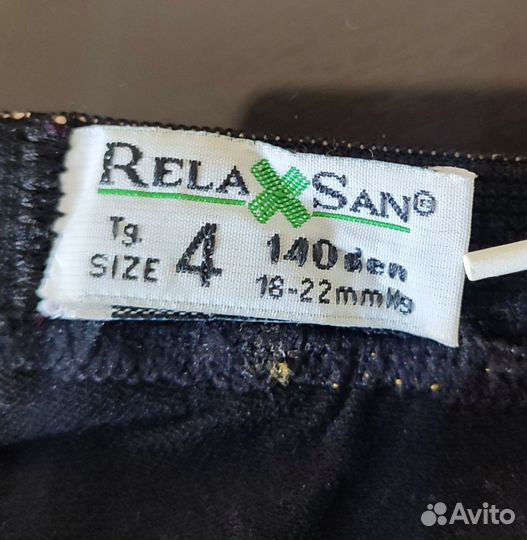 RELAXSAN®
Tg. SIZE 4 140den
18-22mmHg
Avito